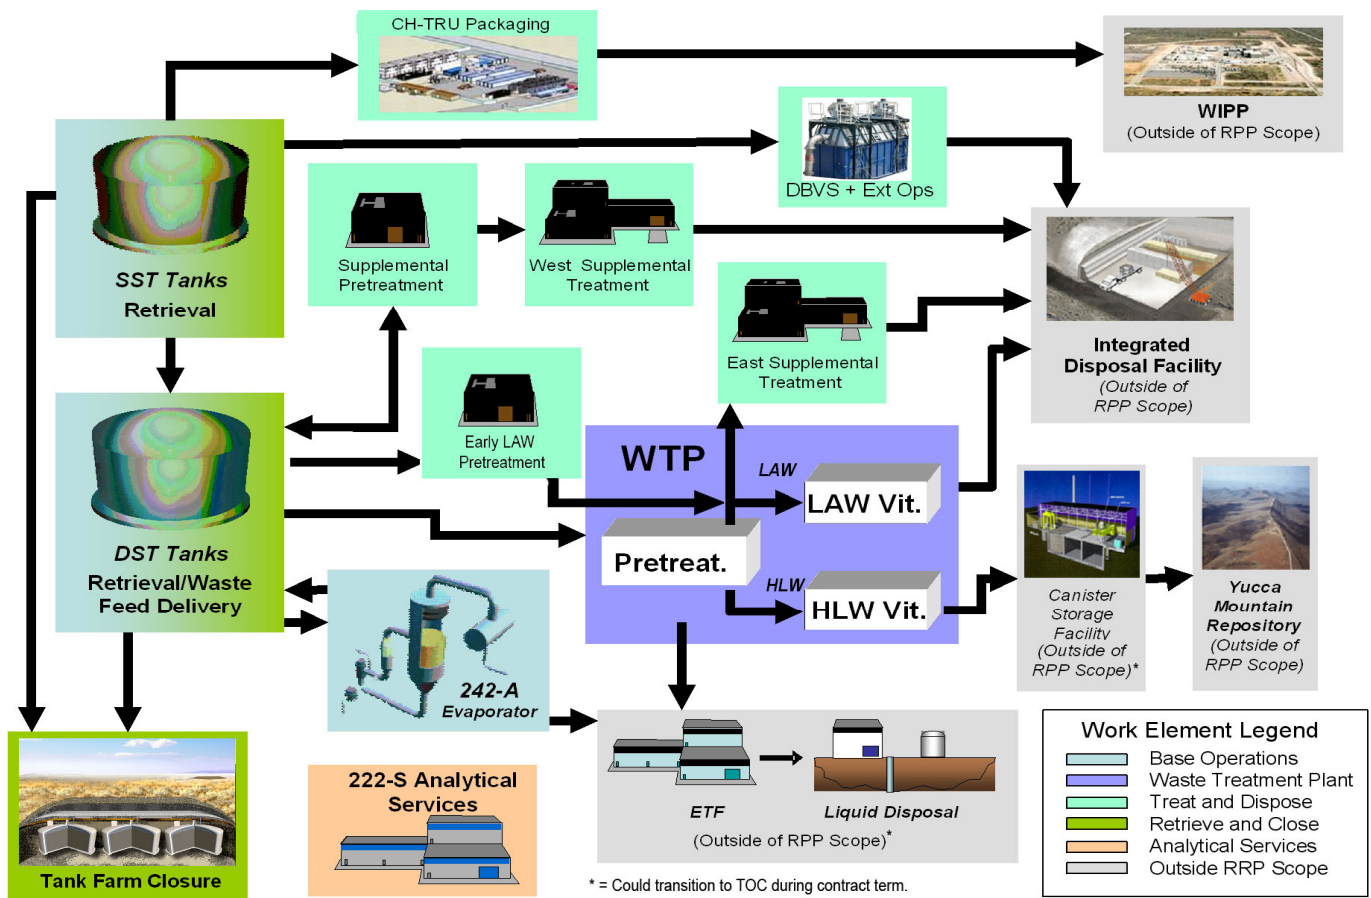 CH-TRU Packaging
WIPP
(Outside of RPP Scope)
DBVS + Ext Ops
SST Tanks
Retrieval
Supplemental
Pretreatment
West Supplemental
Treatment
East Supplemental
Treatment
Integrated
Disposal Facility
(Outside of
RPP Scope)
Early LAW
Pretreatment
WTP
LAW
LAW Vit.
Pretreat.
HLW
HLW Vit.
DST Tanks
Retrieval/Waste
Feed Delivery
Canister
Storage
Facility
(Outside of
RPP Scope)*
Yucca
Mountain
Repository
(Outside of
RPP Scope)
242-A
Evaporator
222-S Analytical
Services
ETF
Liquid Disposal
(Outside of RPP Scope)*
Tank Farm Closure
* = Could transition to TOC during contract term.
Work Element Legend
Base Operations
Waste Treatment Plant
Treat and Dispose
Retrieve and Close
Analytical Services
Outside RRP Scope